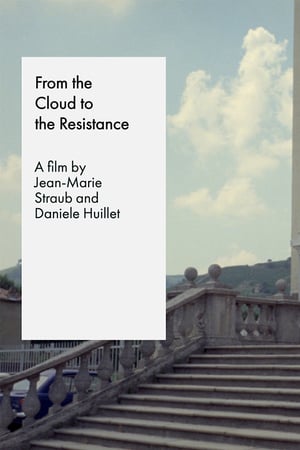 From the
Cloud to
the Resistance
A film by
Jean-Marie
Straub and
Daniele Huillet